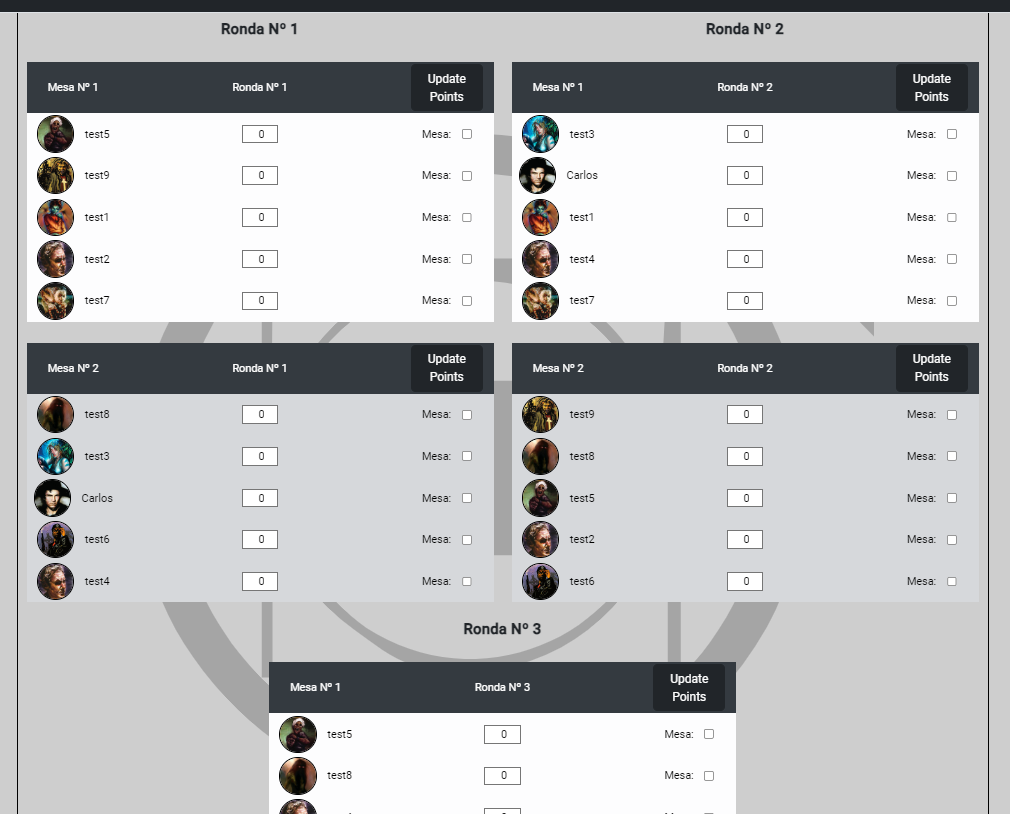 Ronda Nº 1
Mesa Nº 1 Ronda Nº 1 Update Points
test5 0 Mesa:
test9 0 Mesa:
test1 0 Mesa:
test2 0 Mesa:
test7 0 Mesa:
Mesa Nº 2 Ronda Nº 1 Update Points
test8 0 Mesa:
test3 0 Mesa:
Carlos 0 Mesa:
test6 0 Mesa:
test4 0 Mesa:
Ronda Nº 2
Mesa Nº 1 Ronda Nº 2 Update Points
test3 0 Mesa:
Carlos 0 Mesa:
test1 0 Mesa:
test4 0 Mesa:
test7 0 Mesa:
Mesa Nº 2 Ronda Nº 2 Update Points
test9 0 Mesa:
test8 0 Mesa:
test5 0 Mesa:
test2 0 Mesa:
test6 0 Mesa:
Ronda Nº 3
Mesa Nº 1 Ronda Nº 3 Update Points
test5 0 Mesa:
test8 0 Mesa: